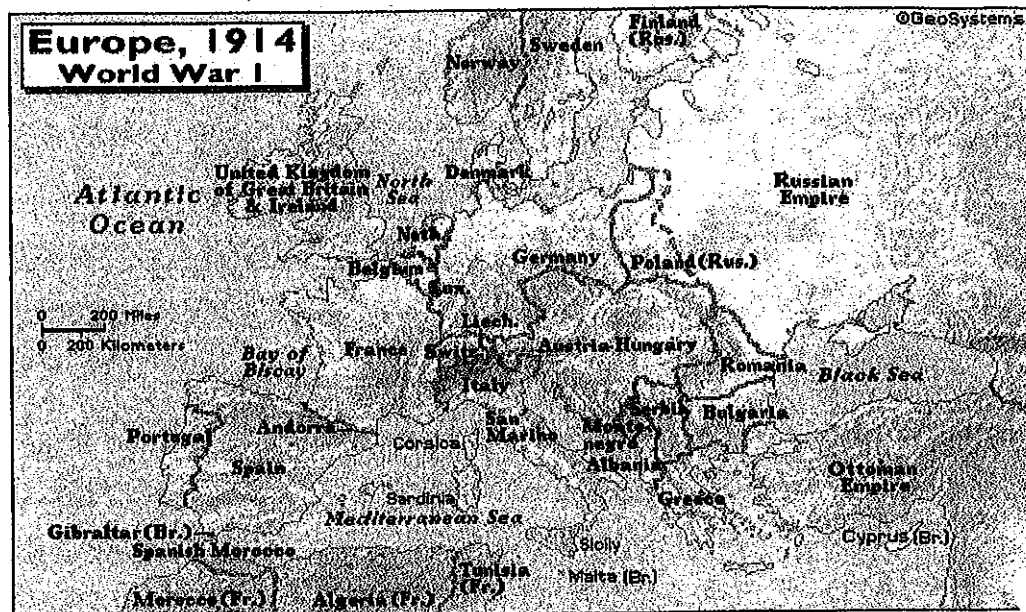 Europe, 1914
World War I
©GeoSystems
Finland
(Rus.)
Sweden
Norway
United Kingdom
of Great Britain
& Ireland
North
Sea
Denmark
Russian
Empire
Atlantic
Ocean
Neth.
Belgium
Lux.
Germany
Poland (Rus.)
0 200 Miles
0 200 Kilometers
Bay of
Biscay
France
Liech.
Switz.
Austria-Hungary
Romania
Black Sea
Italy
Serbia
Bulgaria
Portugal
Andorra
Corsica
San
Marino
Monte-
negro
Albania
Spain
Sardinia
Mediterranean Sea
Greece
Ottoman
Empire
Gibraltar (Br.)
Spanish Morocco
Sicily
Cyprus (Br.)
Morocco (Fr.)
Algeria (Fr.)
Tunisia
(Fr.)
Malta (Br.)